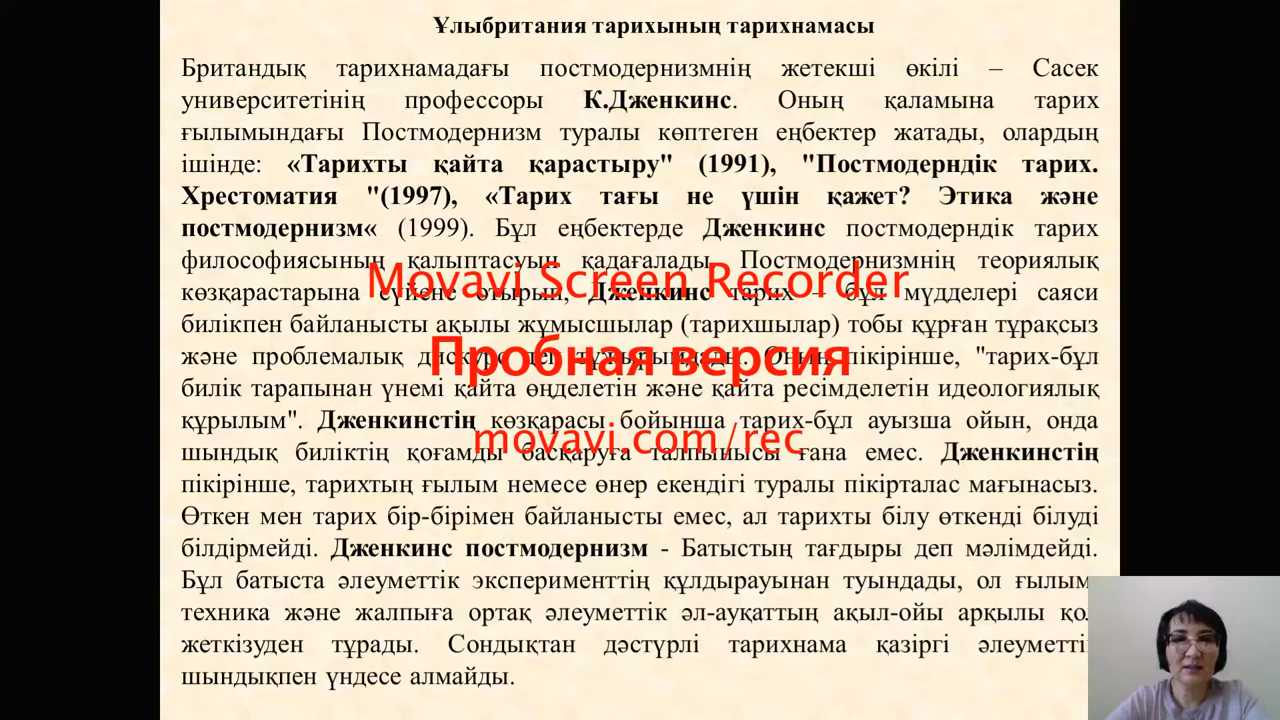 Ұлыбритания тарихының тарихнамасы
Британдық тарихнамадағы постмодернизмнің жетекші өкілі – Сасек
университетінің профессоры К.Дженкинс. Оның қаламына тарих
ғылымындағы Постмодернизм туралы көптеген еңбектер жатады, олардың
ішінде: «Тарихты қайта қарастыру" (1991), "Постмодерндік тарих.
Хрестоматия "(1997), «Тарих тағы не үшін қажет? Этика және
постмодернизм« (1999). Бұл еңбектерде Дженкинс постмодерндік тарих
философиясының қалыптасуын қадағалады. Постмодернизмнің теориялық
Movavi Screen Recorder
көзқарастарына сүйене отырып, Дженкинс тарих – бұл мүдделері саяси
билікпен байланысты ақылы жұмысшылар (тарихшылар) тобы құрған тұрақсыз
және проблемалық дискурс деп тұжырымдады. Оның пікірінше, "тарих-бұл
Пробная версия
билік тарапынан үнемі қайта өңделетін және қайта ресімделетін идеологиялық
құрылым". Дженкинстің көзқарасы бойынша тарих-бұл ауызша ойын, онда
movavi.com/rec
шындық биліктің қоғамды басқаруға талпынысы ғана емес. Дженкинстің
пікірінше, тарихтың ғылым немесе өнер екендігі туралы пікірталас мағынасыз.
Өткен мен тарих бір-бірімен байланысты емес, ал тарихты білу өткенді білуді
білдірмейді. Дженкинс постмодернизм - Батыстың тағдыры деп мәлімдейді.
Бұл батыста әлеуметтік эксперименттің құлдырауынан туындады, ол ғылым,
техника және жалпыға ортақ әлеуметтік әл-ауқаттың ақыл-ойы арқылы қол
жеткізуден тұрады. Сондықтан дәстүрлі тарихнама қазіргі әлеуметтік
шындықпен үндесе алмайды.